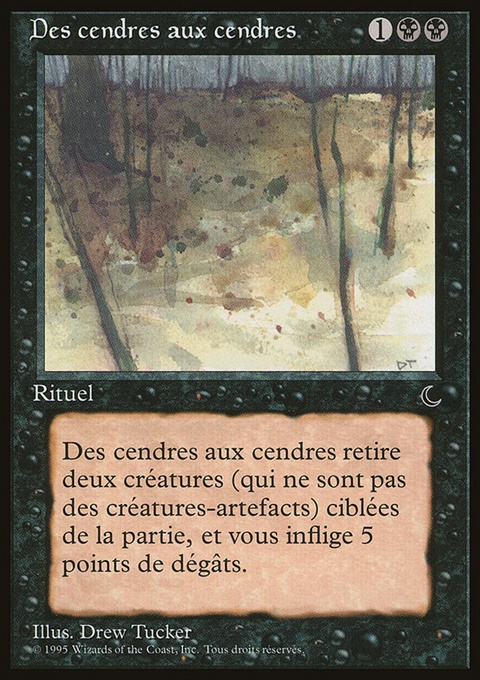 Des cendres aux cendres
1
DT
Rituel
Des cendres aux cendres retire
deux créatures (qui ne sont pas
des créatures-artefacts) ciblées
de la partie, et vous inflige 5
points de dégâts.
Illus. Drew Tucker
© 1995 Wizards of the Coast, Inc. Tous droits réservés.